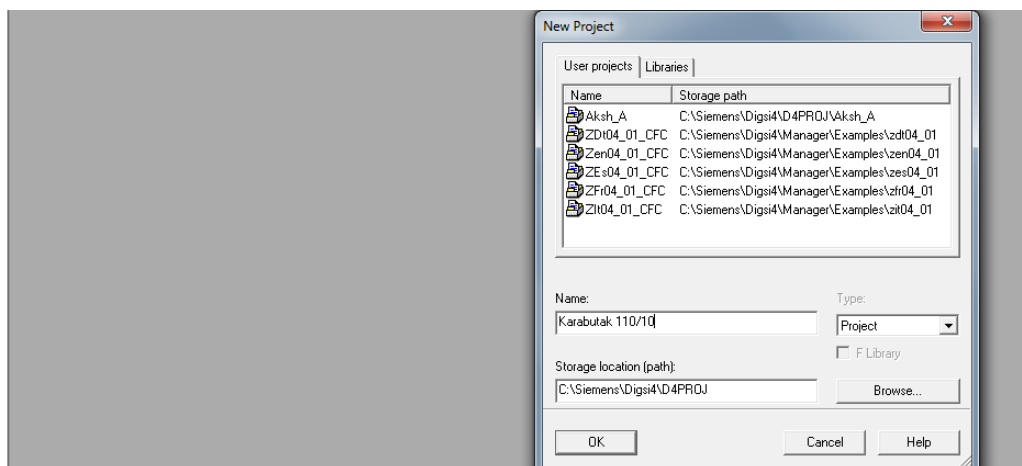 New Project
User projects Libraries
Name Storage path
Aksh_A C:\Siemens\Digsi4\D4PROJ\Aksh_A
ZDt04_01_CFC C:\Siemens\Digsi4\Manager\Examples\zdt04_01
Zen04_01_CFC C:\Siemens\Digsi4\Manager\Examples\zen04_01
ZEs04_01_CFC C:\Siemens\Digsi4\Manager\Examples\zes04_01
ZFr04_01_CFC C:\Siemens\Digsi4\Manager\Examples\zfr04_01
ZIt04_01_CFC C:\Siemens\Digsi4\Manager\Examples\zit04_01
Name: Type:
Karabutak 110/10 Project
F Library
Storage location (path):
C:\Siemens\Digsi4\D4PROJ Browse...
OK Cancel Help